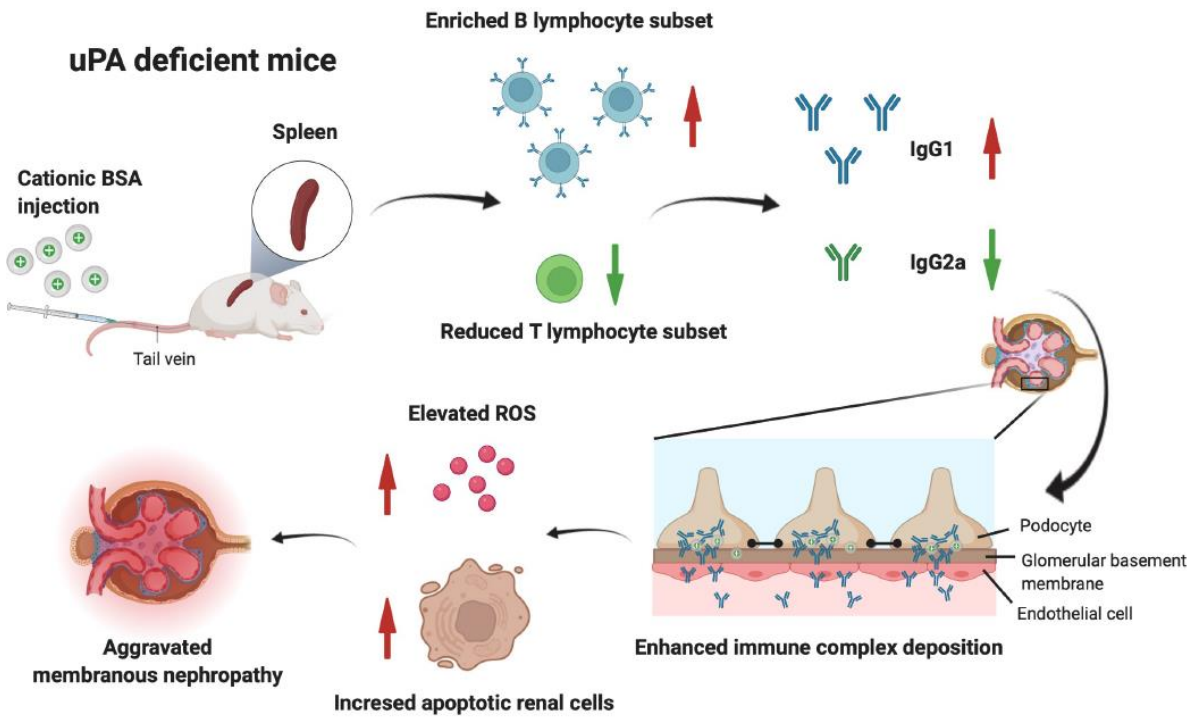 uPA deficient mice
Spleen
Cationic BSA
injection
Tail vein
Enriched B lymphocyte subset
Reduced T lymphocyte subset
IgG1
IgG2a
Podocyte
Glomerular basement
membrane
Endothelial cell
Enhanced immune complex deposition
Elevated ROS
Incresed apoptotic renal cells
Aggravated
membranous nephropathy